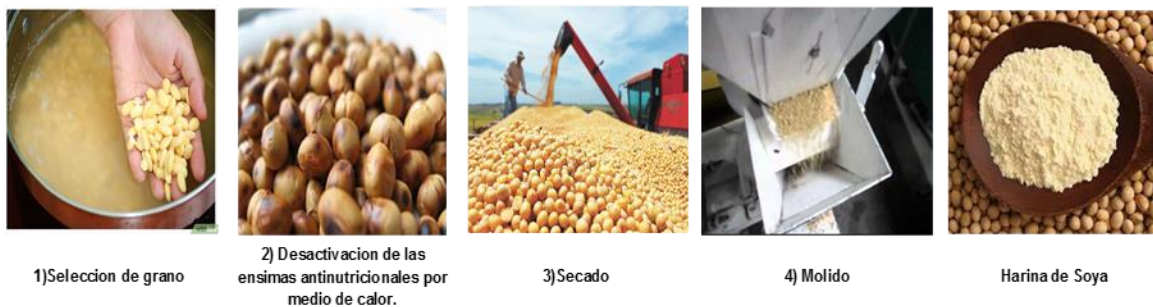 1)Seleccion de grano
2) Desactivacion de las
ensimas antinutricionales por
medio de calor.
3)Secado
4) Molido
Harina de Soya